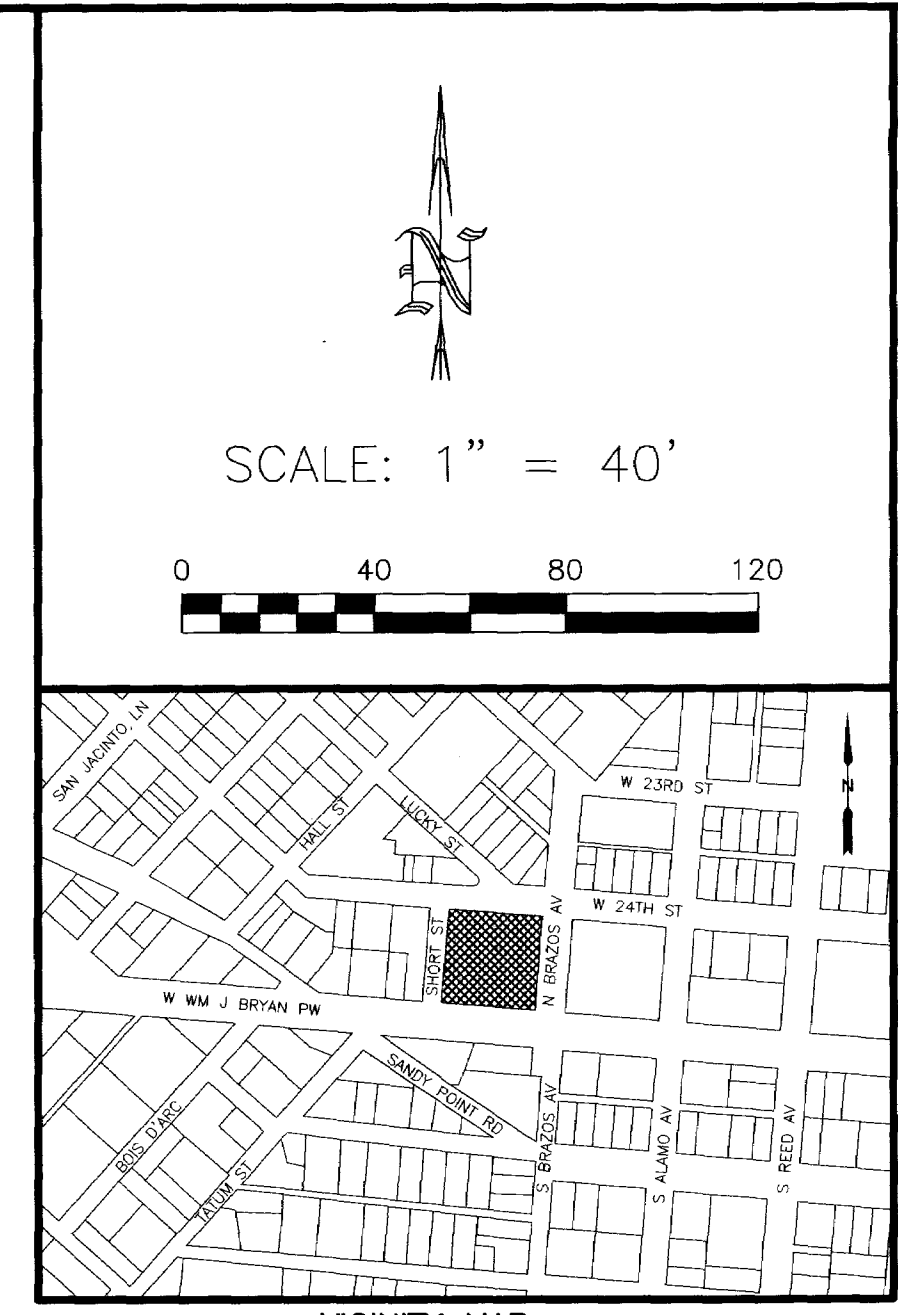 N
SCALE: 1" = 40'
0 40 80 120
SAN JACINTO, LN
HALL ST
LUCKY ST
W 23RD ST
N
W 24TH ST
SHORT ST
N BRAZOS AV
W WM J BRYAN PW
SANDY POINT RD
BOIS D'ARC
TATUM ST
S BRAZOS AV
S ALAMO AV
S REED AV
VICINITY MAP